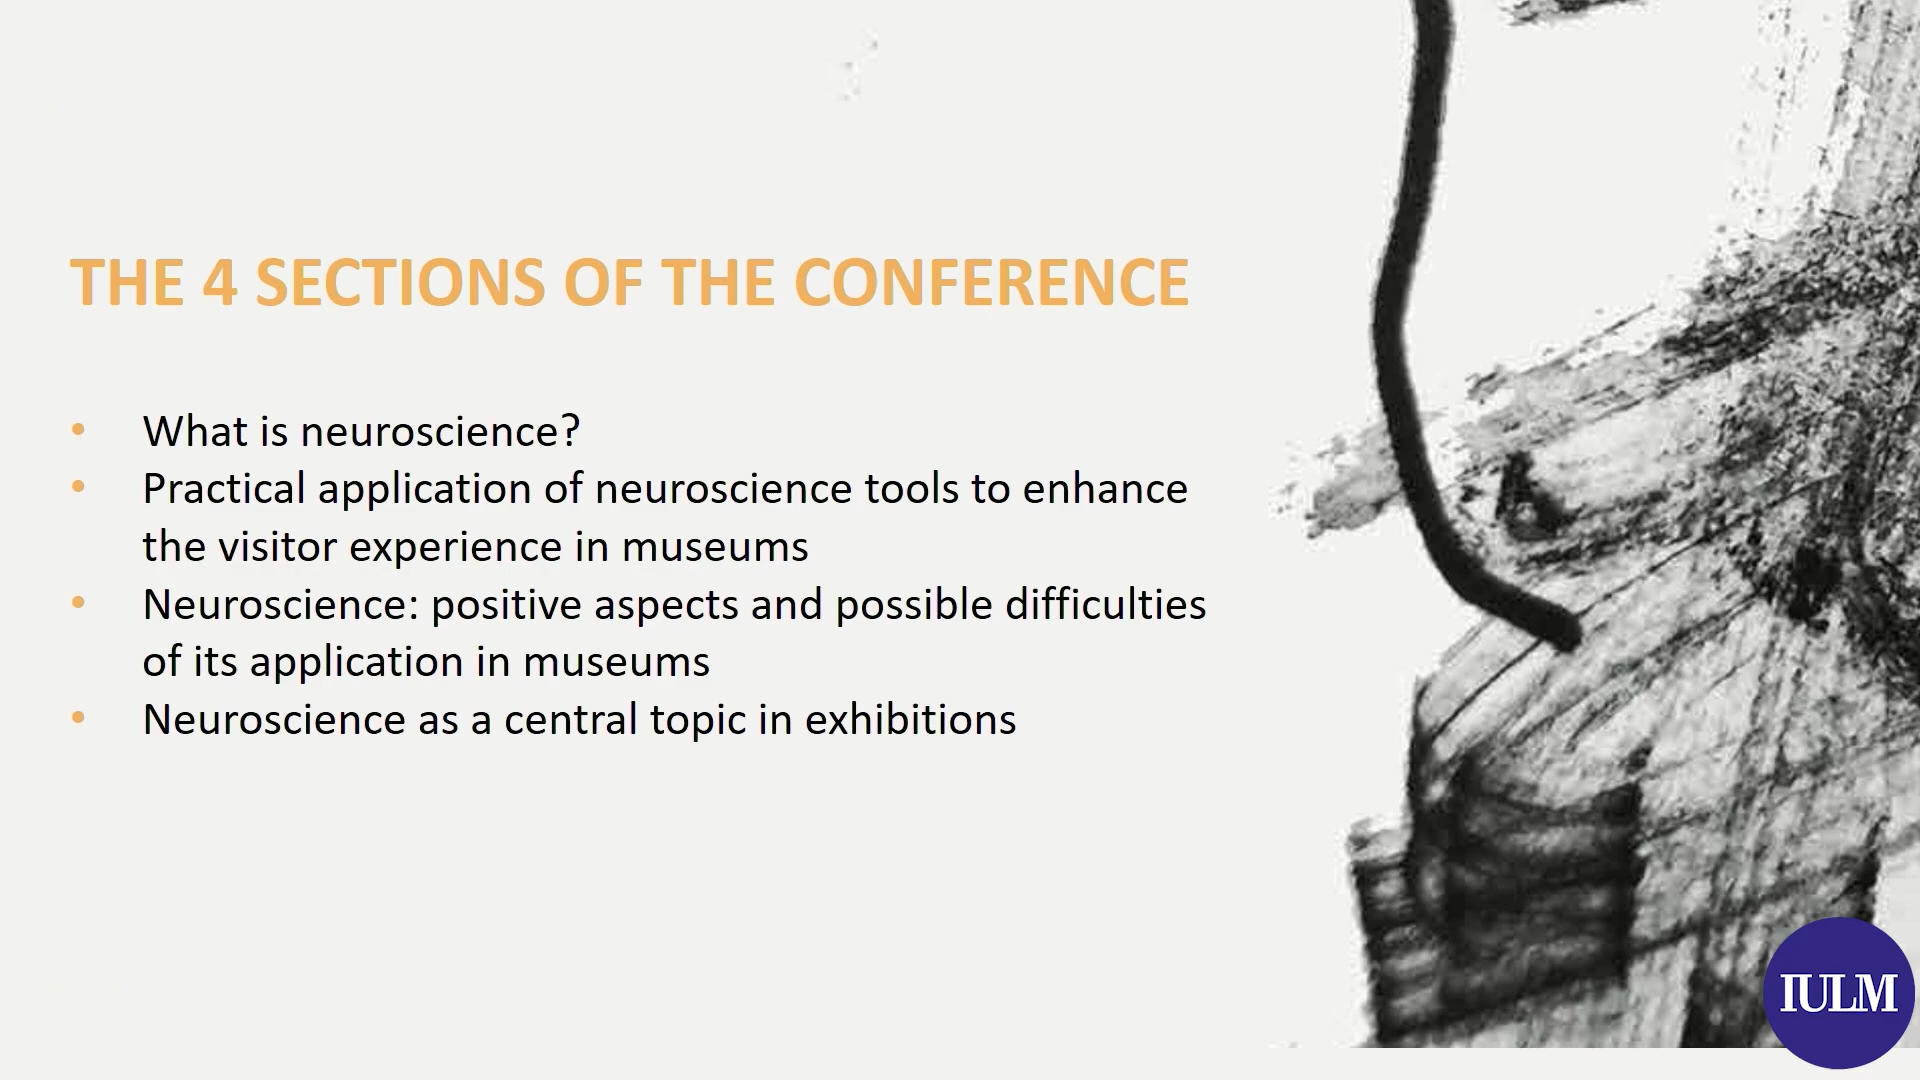 THE 4 SECTIONS OF THE CONFERENCE
• What is neuroscience?
• Practical application of neuroscience tools to enhance
the visitor experience in museums
• Neuroscience: positive aspects and possible difficulties
of its application in museums
• Neuroscience as a central topic in exhibitions
IULM